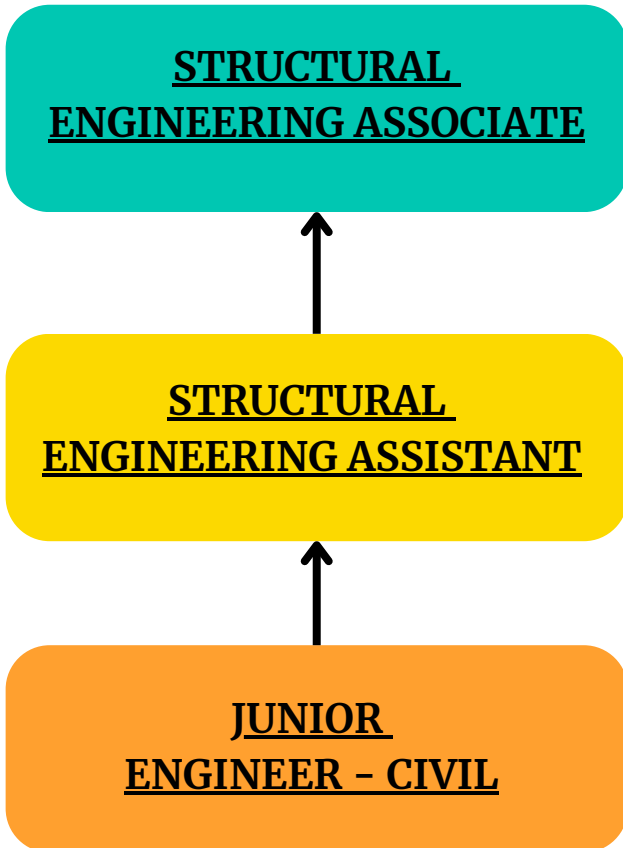 STRUCTURAL
ENGINEERING ASSOCIATE
STRUCTURAL
ENGINEERING ASSISTANT
JUNIOR
ENGINEER – CIVIL